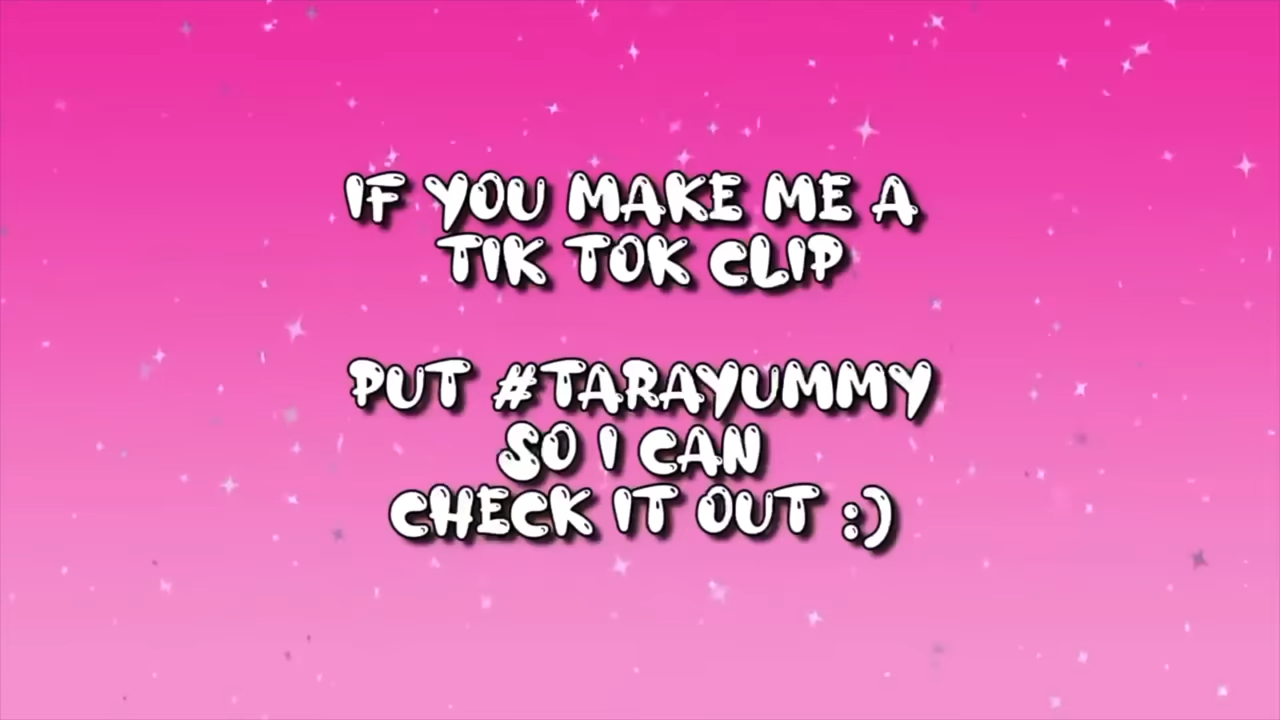 IF YOU MAKE ME A
TIK TOK CLIP
PUT #TARAYUMMY
SO I CAN
CHECK IT OUT :)